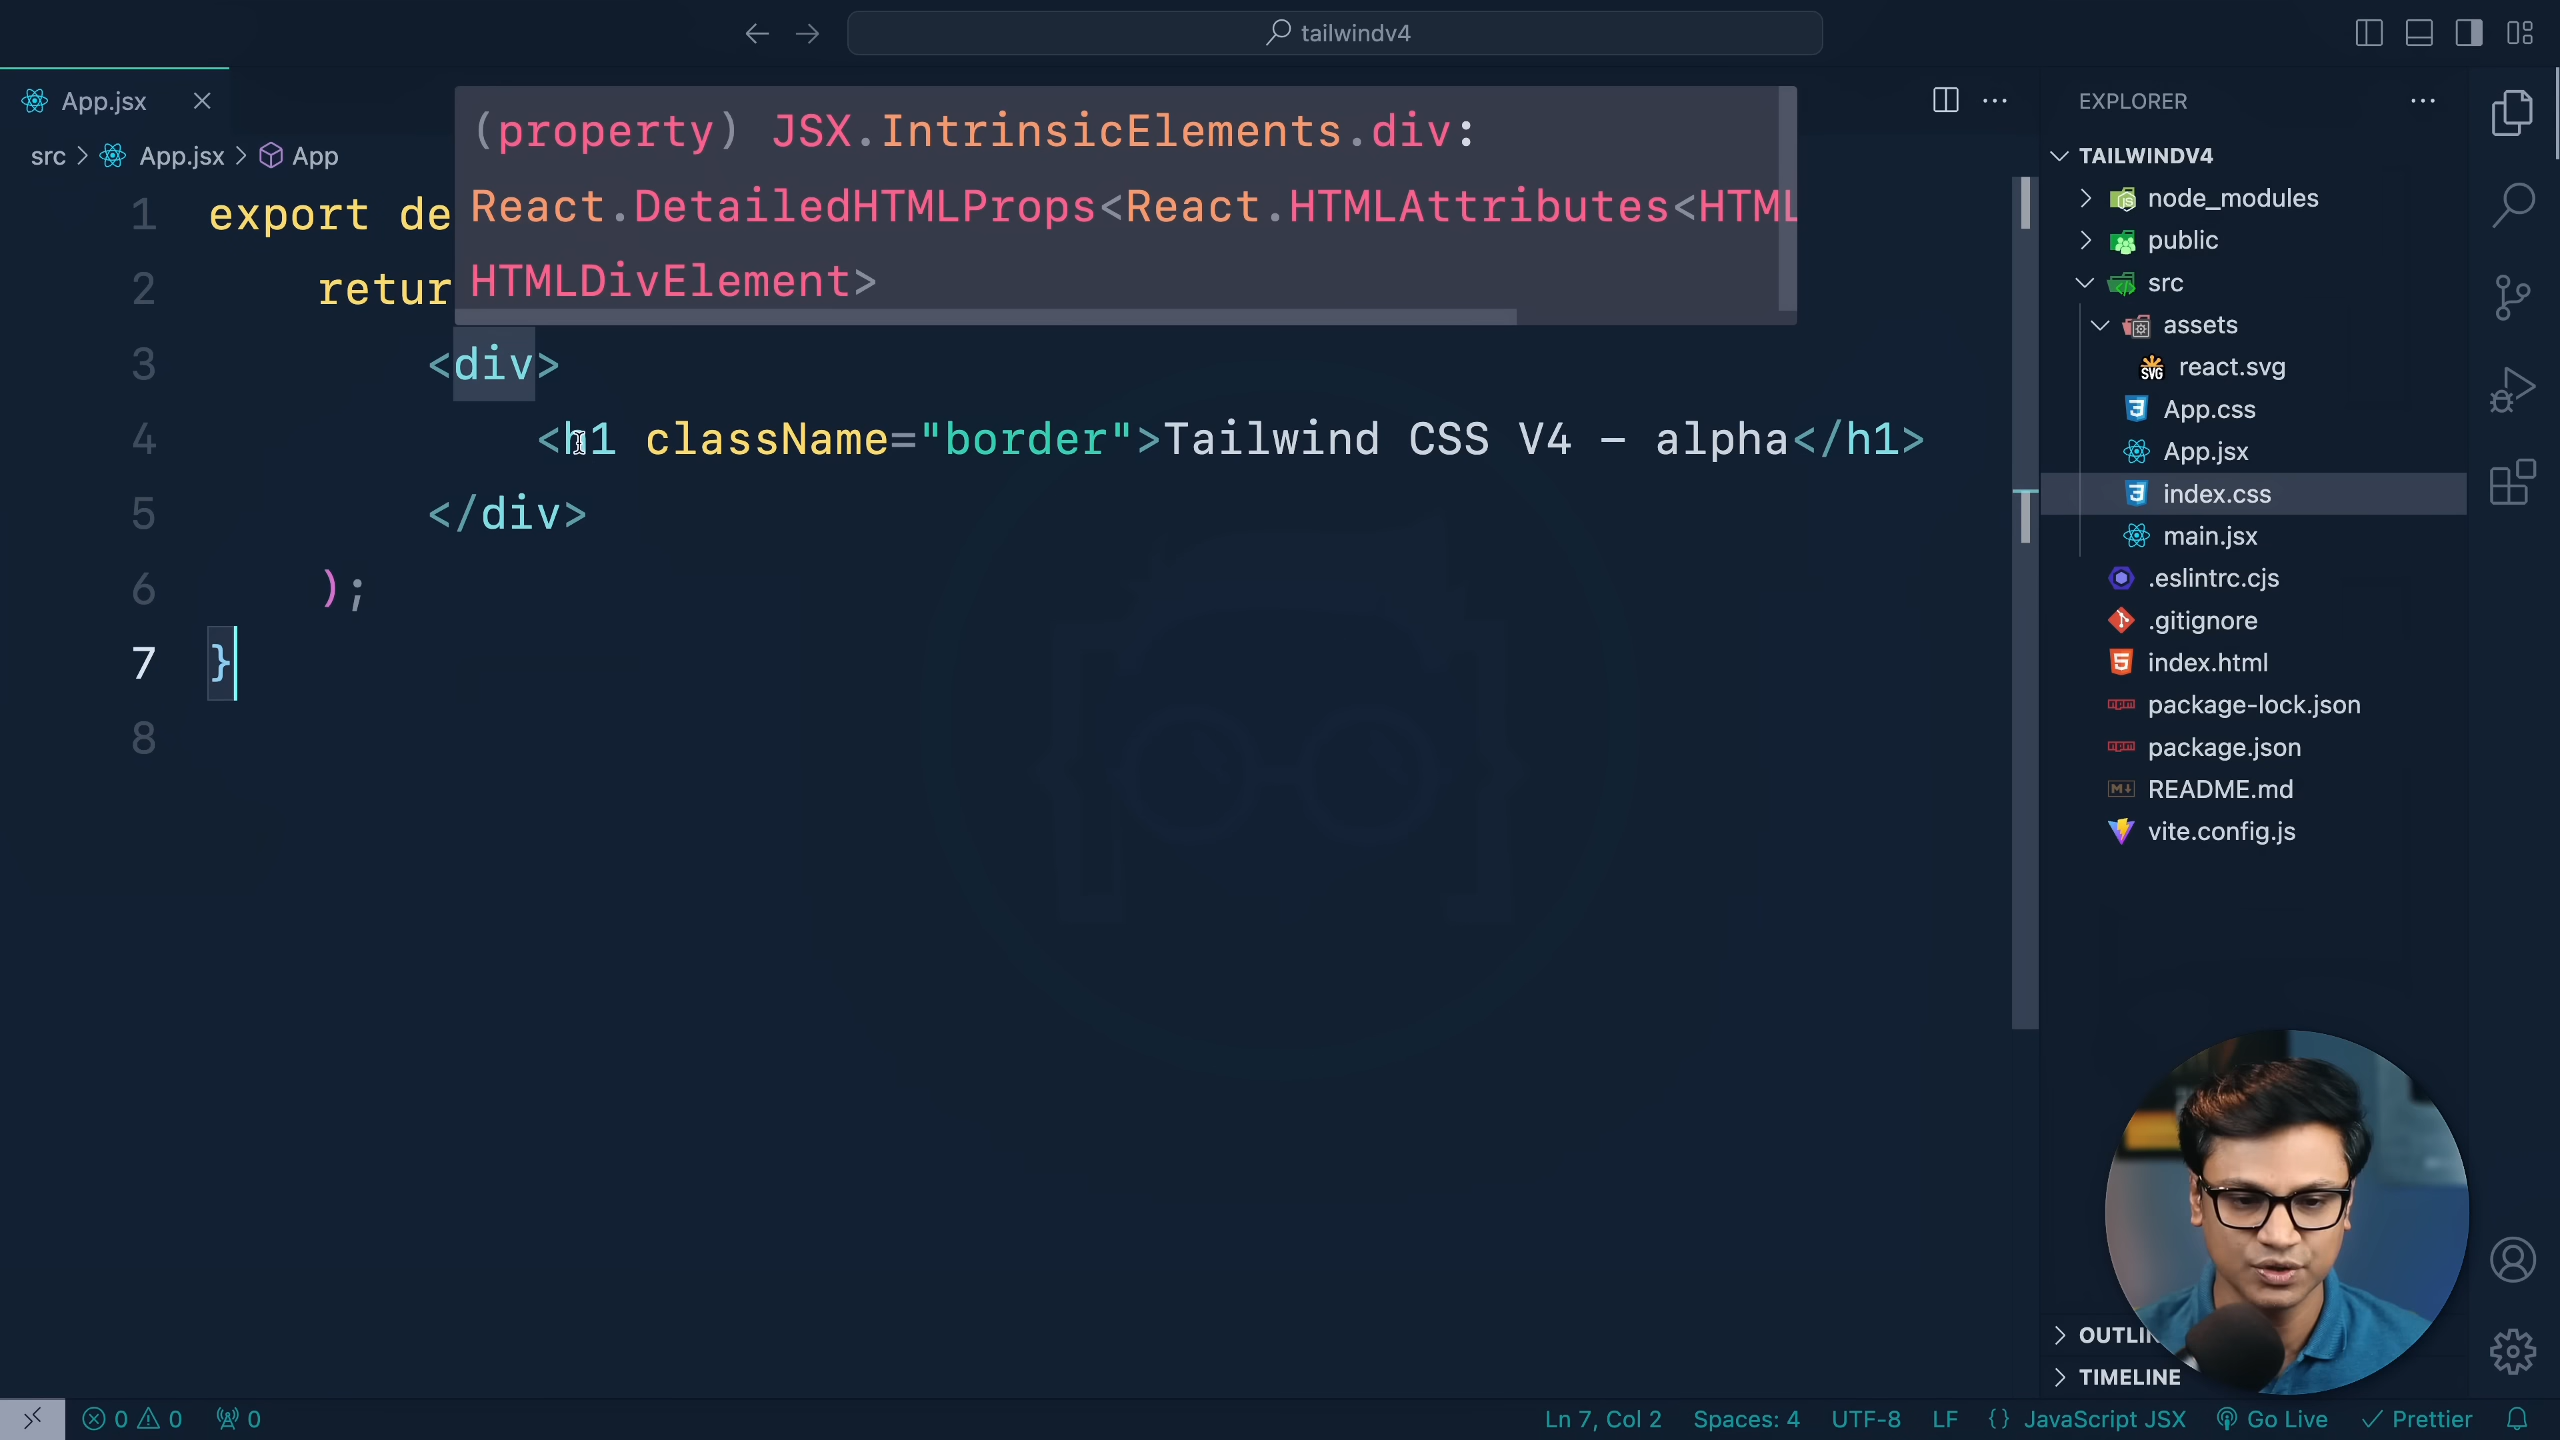 tailwindv4
App.jsx
src > App.jsx > App
(property) JSX.IntrinsicElements.div:
React.DetailedHTMLProps<React.HTMLAttributes<HTML
HTMLDivElement>
1 export de
2 retur
3 <div>
4 <h1 className="border">Tailwind CSS V4 - alpha</h1>
5 </div>
6 );
7 }
8
EXPLORER
TAILWINDV4
node_modules
public
src
assets
react.svg
App.css
App.jsx
index.css
main.jsx
.eslintrc.cjs
.gitignore
index.html
package-lock.json
package.json
README.md
vite.config.js
OUTLIN
TIMELINE
0 0 0
Ln 7, Col 2 Spaces: 4 UTF-8 LF {} JavaScript JSX Go Live Prettier